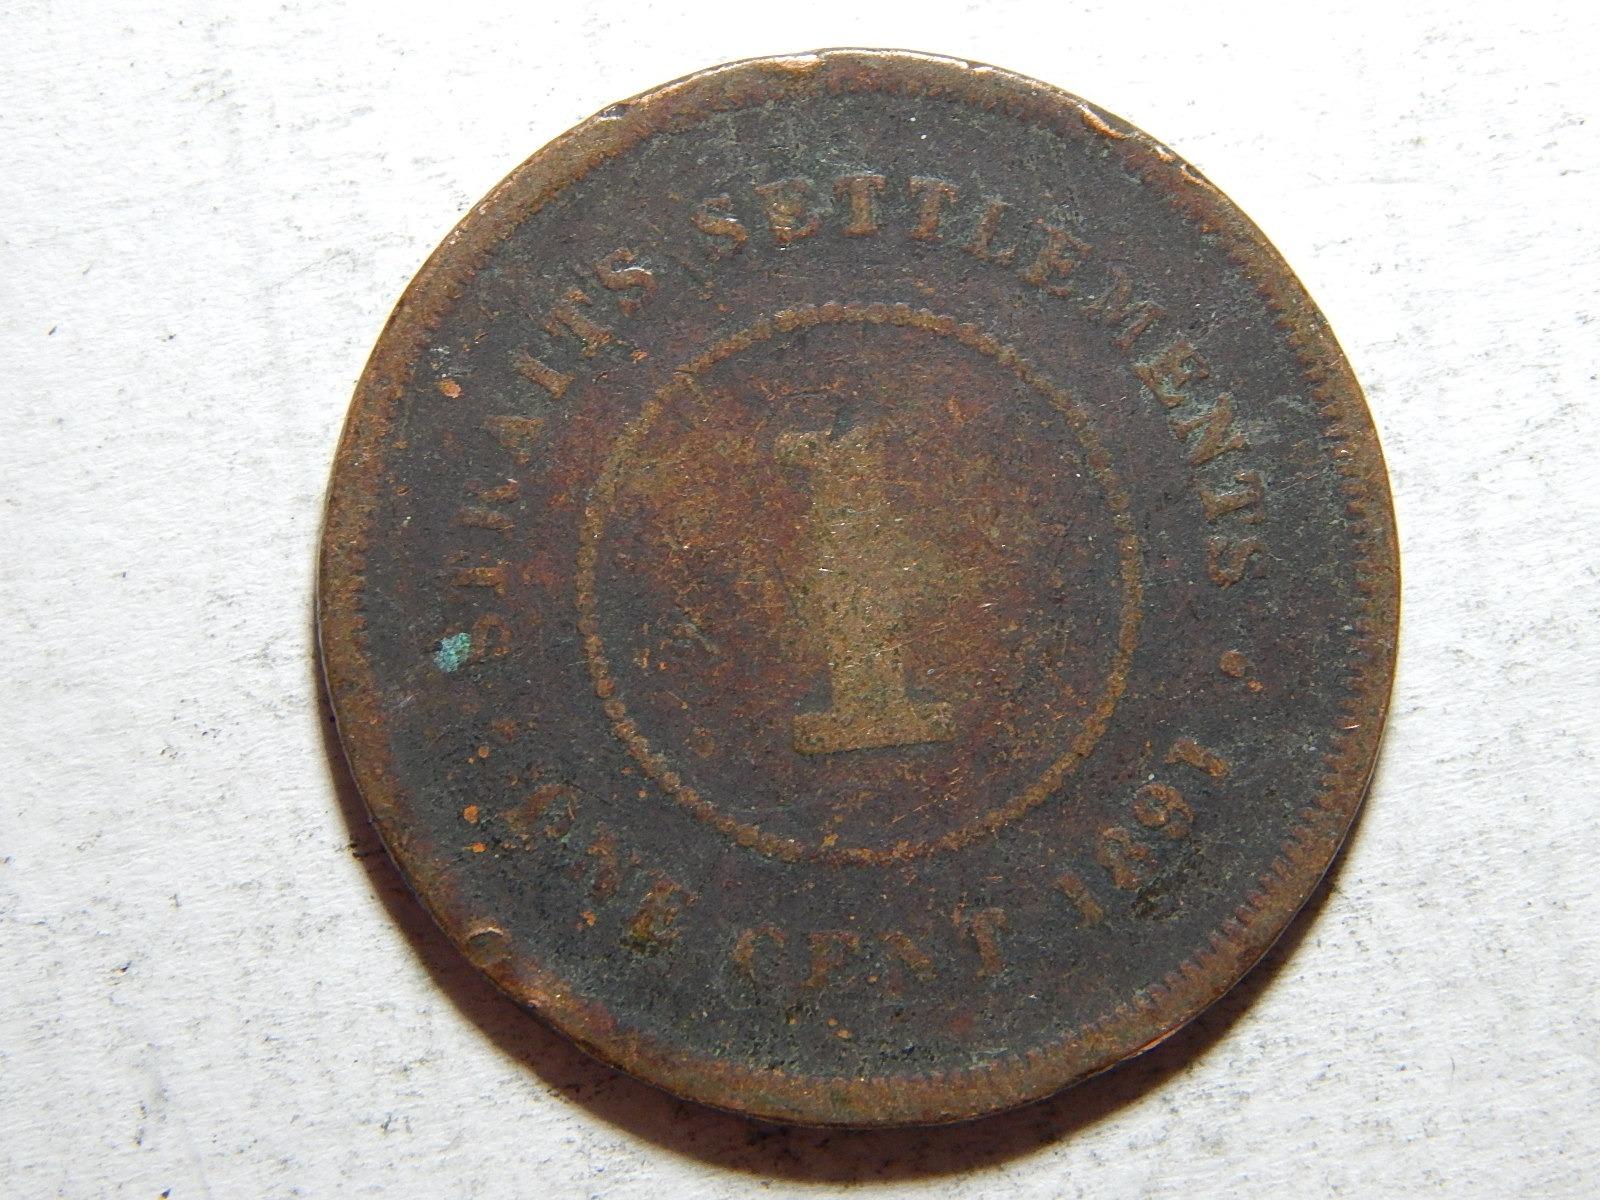 STRAITS SETTLEMENTS
1
ONE CENT 1891